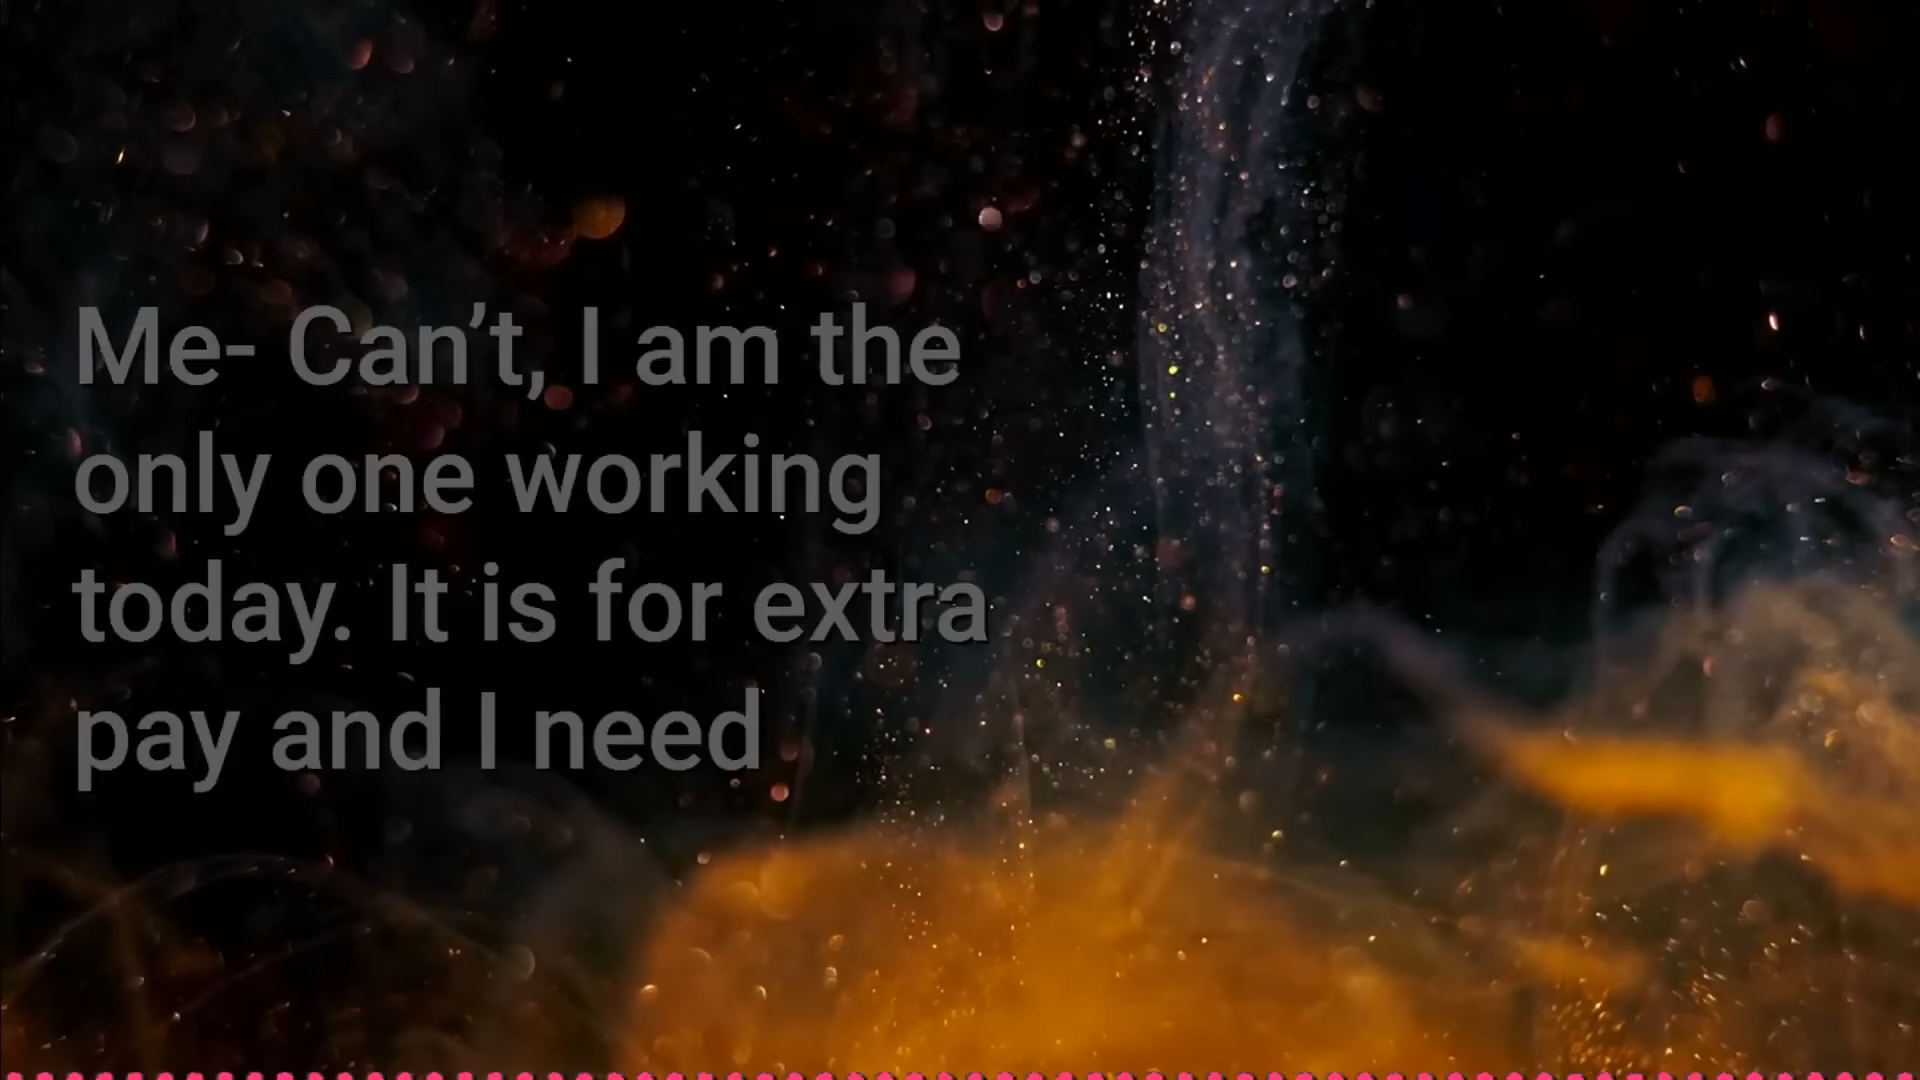 Me- Can’t, I am the
only one working
today. It is for extra
pay and I need